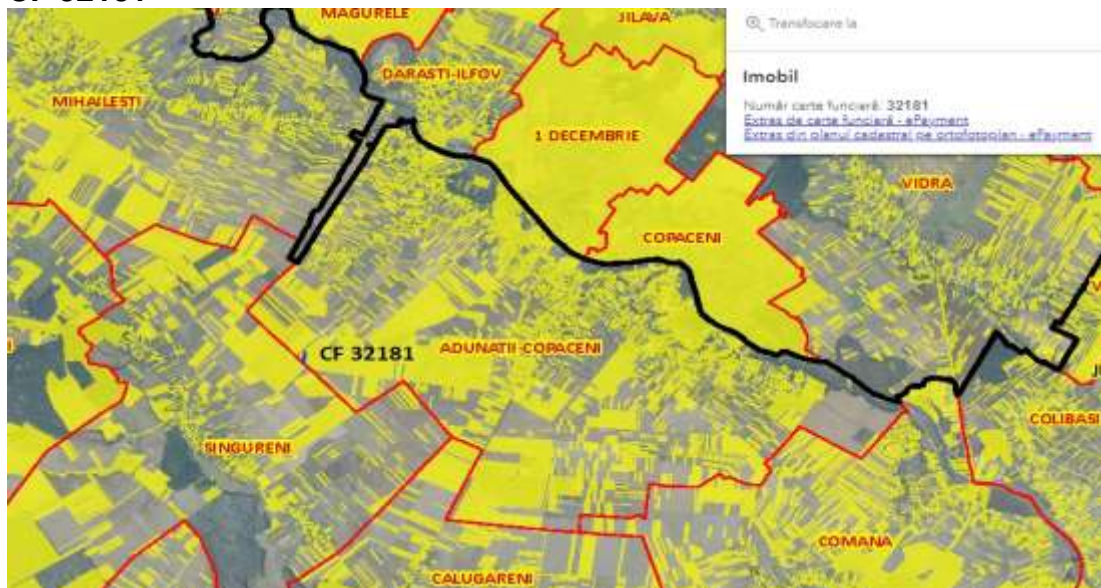 MAGURELE
JILAVA
Transfocare la
DARASTI-ILFOV
Imobil
MIHAILESTI
Număr carte funciară: 32181
Extras de carte funciară - ePayment
1 DECEMBRIE
Extras din planul cadastral pe ortofotoplan - ePayment
VIDRA
COPACENI
CF 32181
ADUNATII-COPACENI
COLIBASI
SINGURENI
COMANA
CALUGARENI